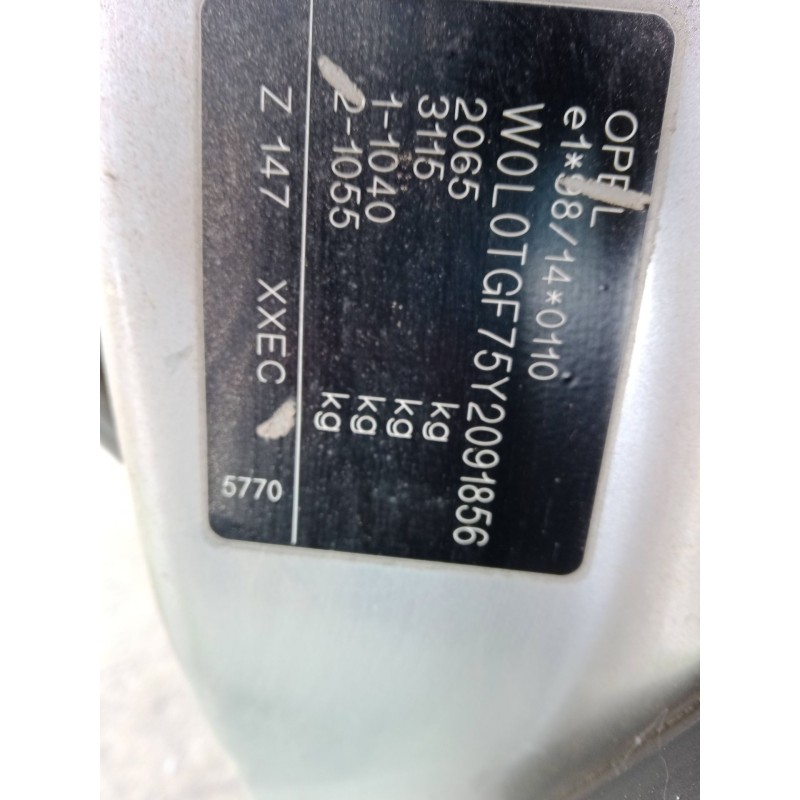 OPEL
e1*98/14*0110
W0L0TGF75Y2091856
2065 kg
3115 kg
1-1040 kg
2-1055 kg
Z 147 XXEC
5770